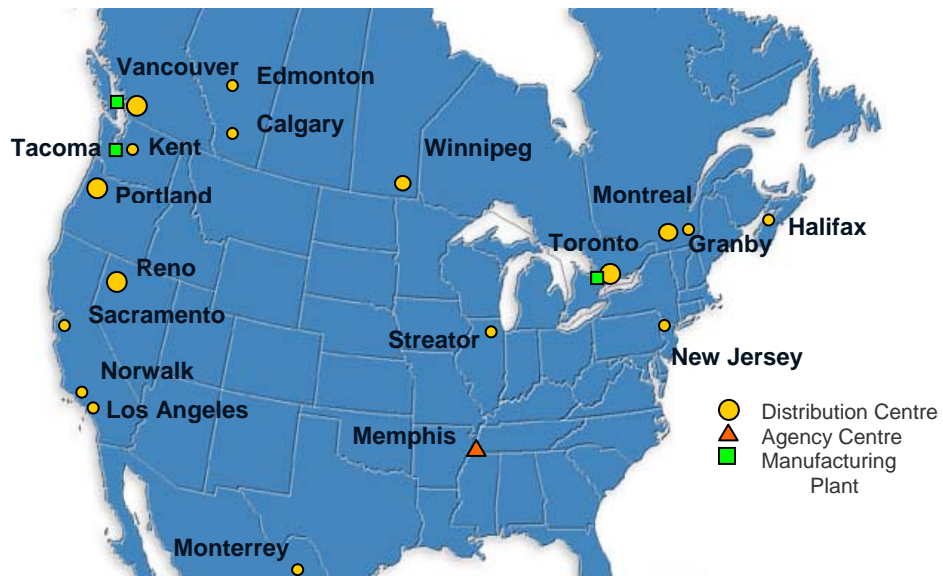 Vancouver
Edmonton
Calgary
Tacoma
Kent
Winnipeg
Portland
Montreal
Halifax
Granby
Toronto
Reno
Sacramento
Streator
New Jersey
Norwalk
Los Angeles
Memphis
Distribution Centre
Agency Centre
Manufacturing
Plant
Monterrey